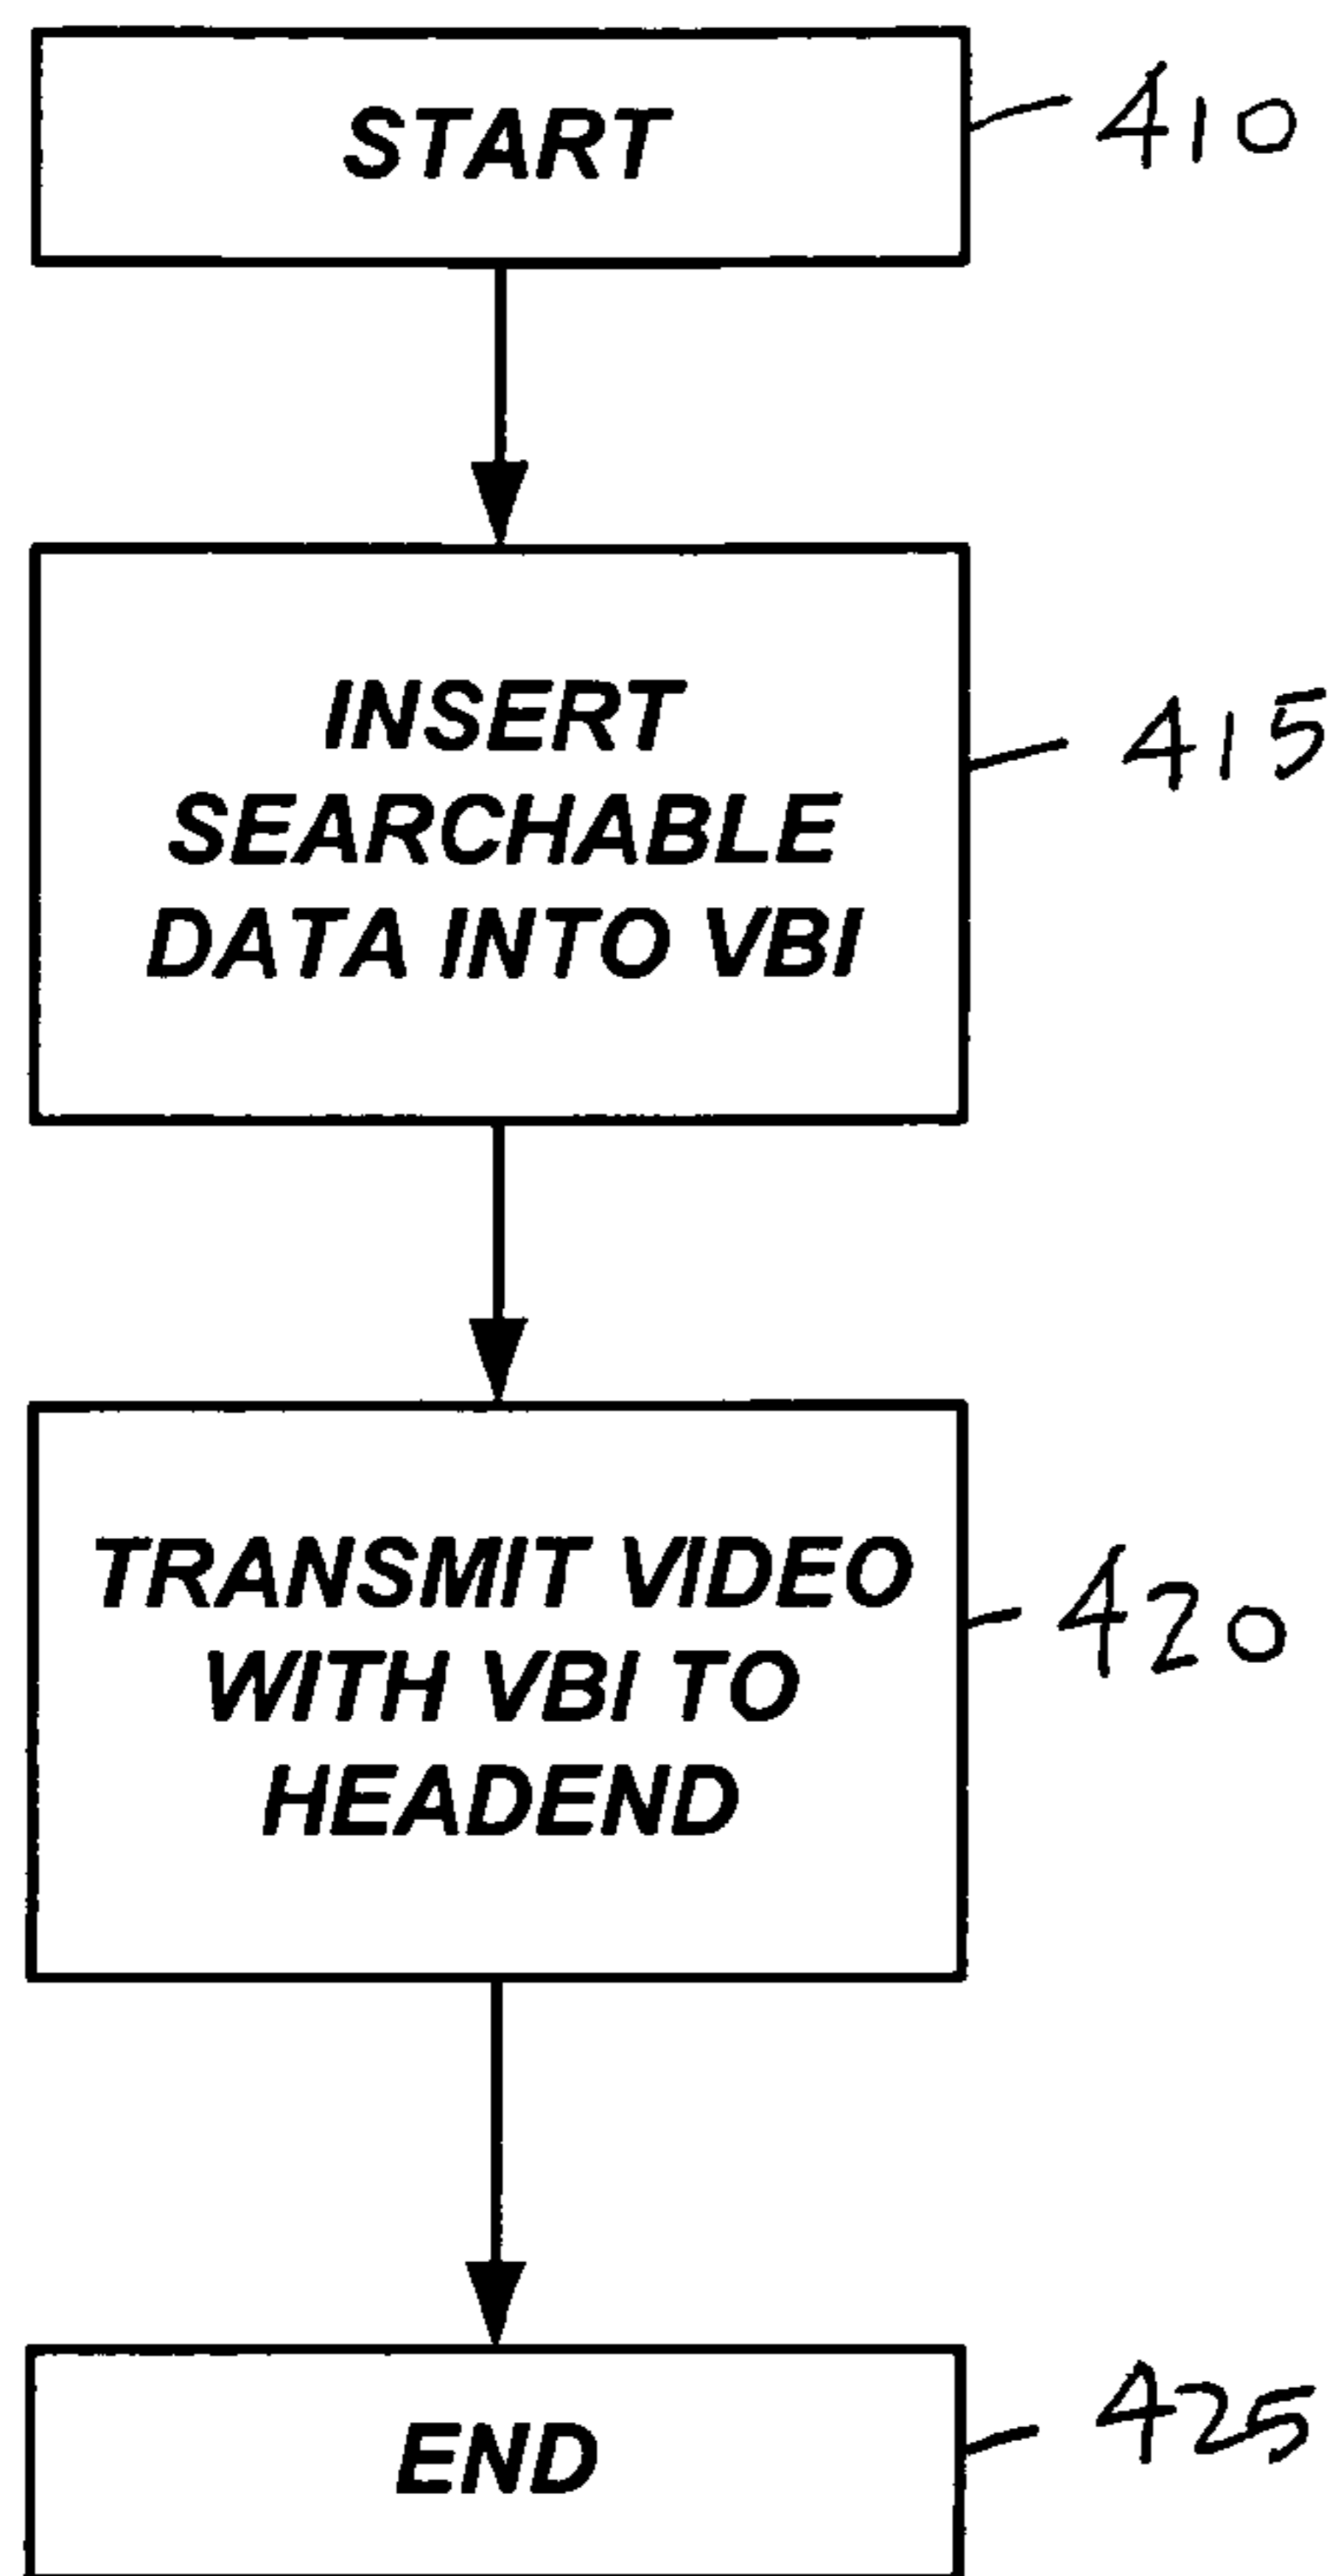 START
410
INSERT
SEARCHABLE
DATA INTO VBI
415
TRANSMIT VIDEO
WITH VBI TO
HEADEND
420
END
425